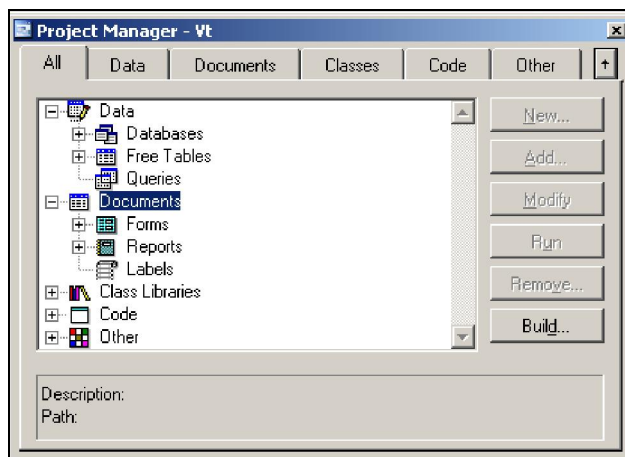 Project Manager - Vt
All Data Documents Classes Code Other
Data
Databases
Free Tables
Queries
Documents
Forms
Reports
Labels
Class Libraries
Code
Other
New...
Add...
Modify
Run
Remove...
Build...
Description:
Path: